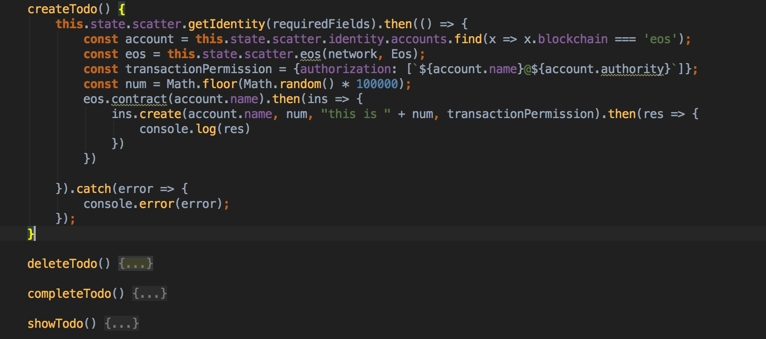 createTodo() {
    this.state.scatter.getIdentity(requiredFields).then(() => {
        const account = this.state.scatter.identity.accounts.find(x => x.blockchain === 'eos');
        const eos = this.state.scatter.eos(network, Eos);
        const transactionPermission = {authorization: [`${account.name}@${account.authority}`]};
        const num = Math.floor(Math.random() * 100000);
        eos.contract(account.name).then(ins => {
            ins.create(account.name, num, "this is " + num, transactionPermission).then(res => {
                console.log(res)
            })
        })
    }).catch(error => {
        console.error(error);
    });
}
deleteTodo() {...}
completeTodo() {...}
showTodo() {...}